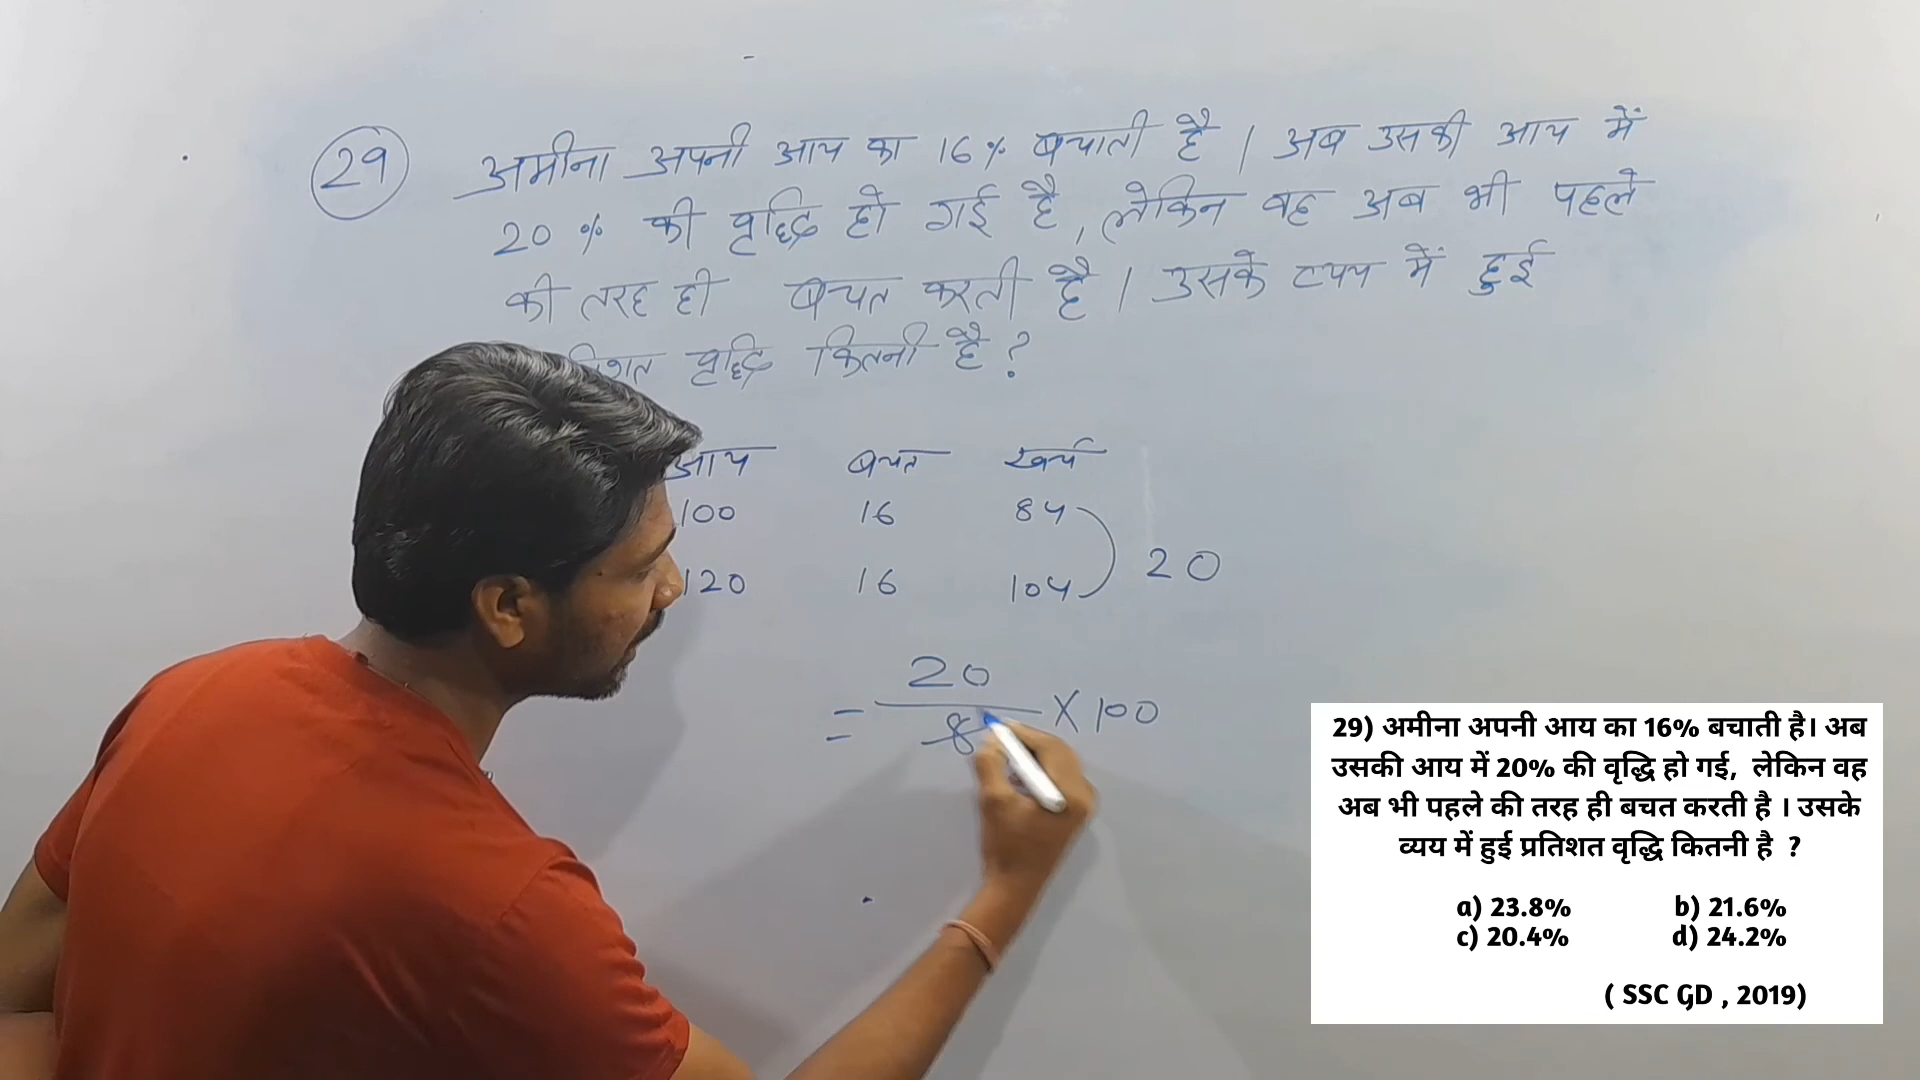 29 अमीना अपनी आय का 16% बचाती है। अब उसकी आय में
20% की वृद्धि हो गई है, लेकिन वह अब भी पहले
की तरह ही बचत करती है। उसके व्यय में हुई
वृद्धि कितनी है?
आय बचत खर्च
100 16 84
120 16 104
20
= 20
8 × 100
29) अमीना अपनी आय का 16% बचाती है। अब
उसकी आय में 20% की वृद्धि हो गई, लेकिन वह
अब भी पहले की तरह ही बचत करती है । उसके
व्यय में हुई प्रतिशत वृद्धि कितनी है ?
a) 23.8% b) 21.6%
c) 20.4% d) 24.2%
( SSC GD , 2019)